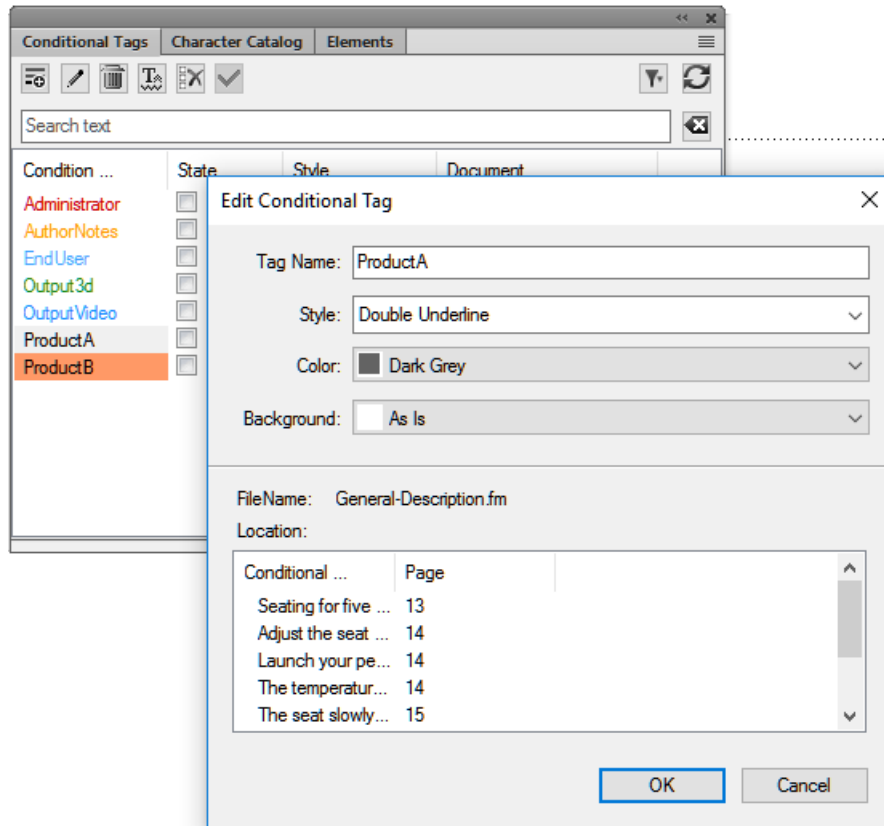 Conditional Tags Character Catalog Elements
Search text
Condition ... State Style Document
Administrator
AuthorNotes
EndUser
Output3d
OutputVideo
ProductA
ProductB
Edit Conditional Tag
Tag Name: ProductA
Style: Double Underline
Color: Dark Grey
Background: As Is
FileName: General-Description.fm
Location:
Conditional ... Page
Seating for five ... 13
Adjust the seat ... 14
Launch your pe... 14
The temperatur... 14
The seat slowly... 15
OK Cancel